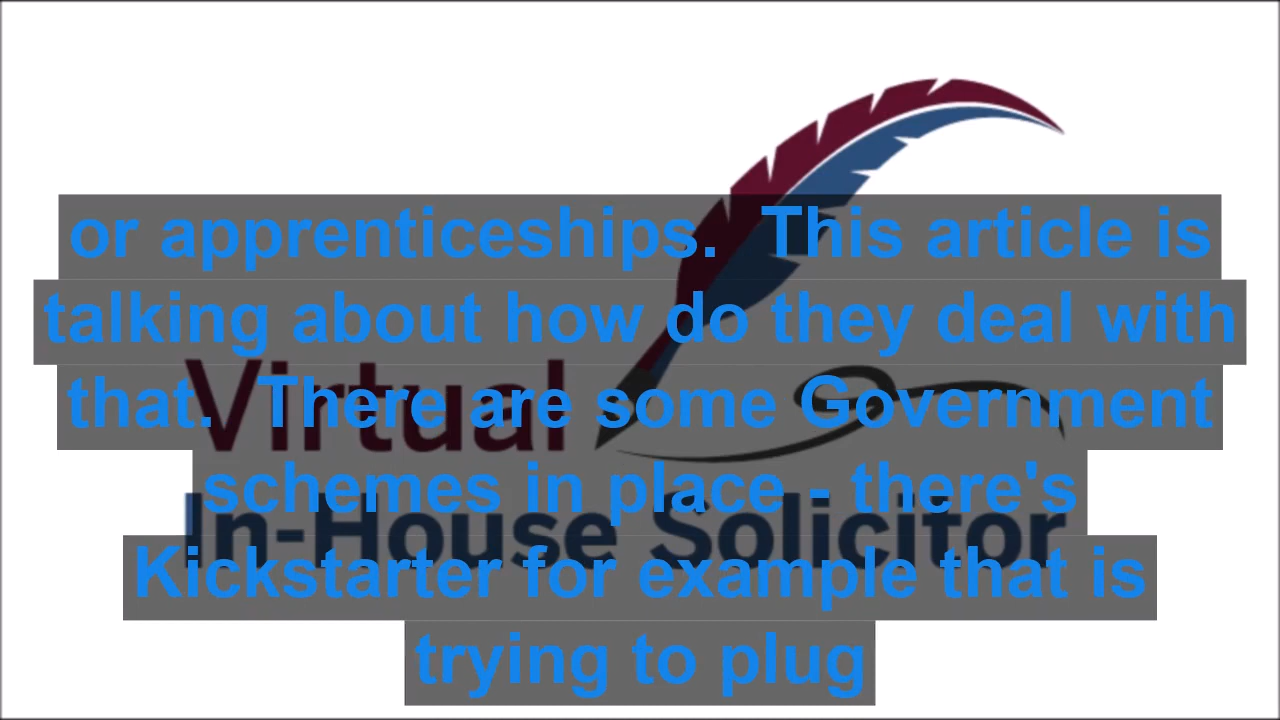 or apprenticeships.  This article is
talking about how do they deal with
that.  There are some Government
schemes in place - there's
Kickstarter for example that is
trying to plug
Virtual
In-House Solicitor